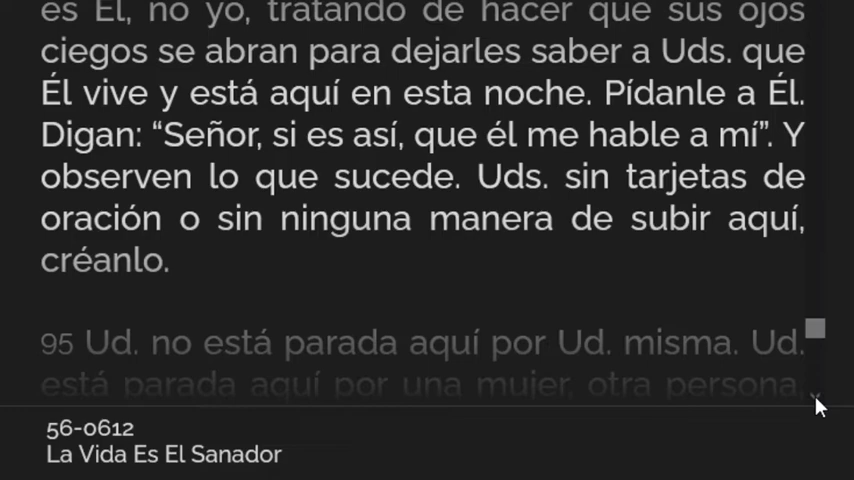 es Él, no yo, tratando de hacer que sus ojos
ciegos se abran para dejarles saber a Uds. que
Él vive y está aquí en esta noche. Pídanle a Él.
Digan: “Señor, si es así, que él me hable a mí”. Y
observen lo que sucede. Uds. sin tarjetas de
oración o sin ninguna manera de subir aquí,
créanlo.
95 Ud. no está parada aquí por Ud. misma. Ud.
está parada aquí por una mujer, otra persona.
56-0612
La Vida Es El Sanador